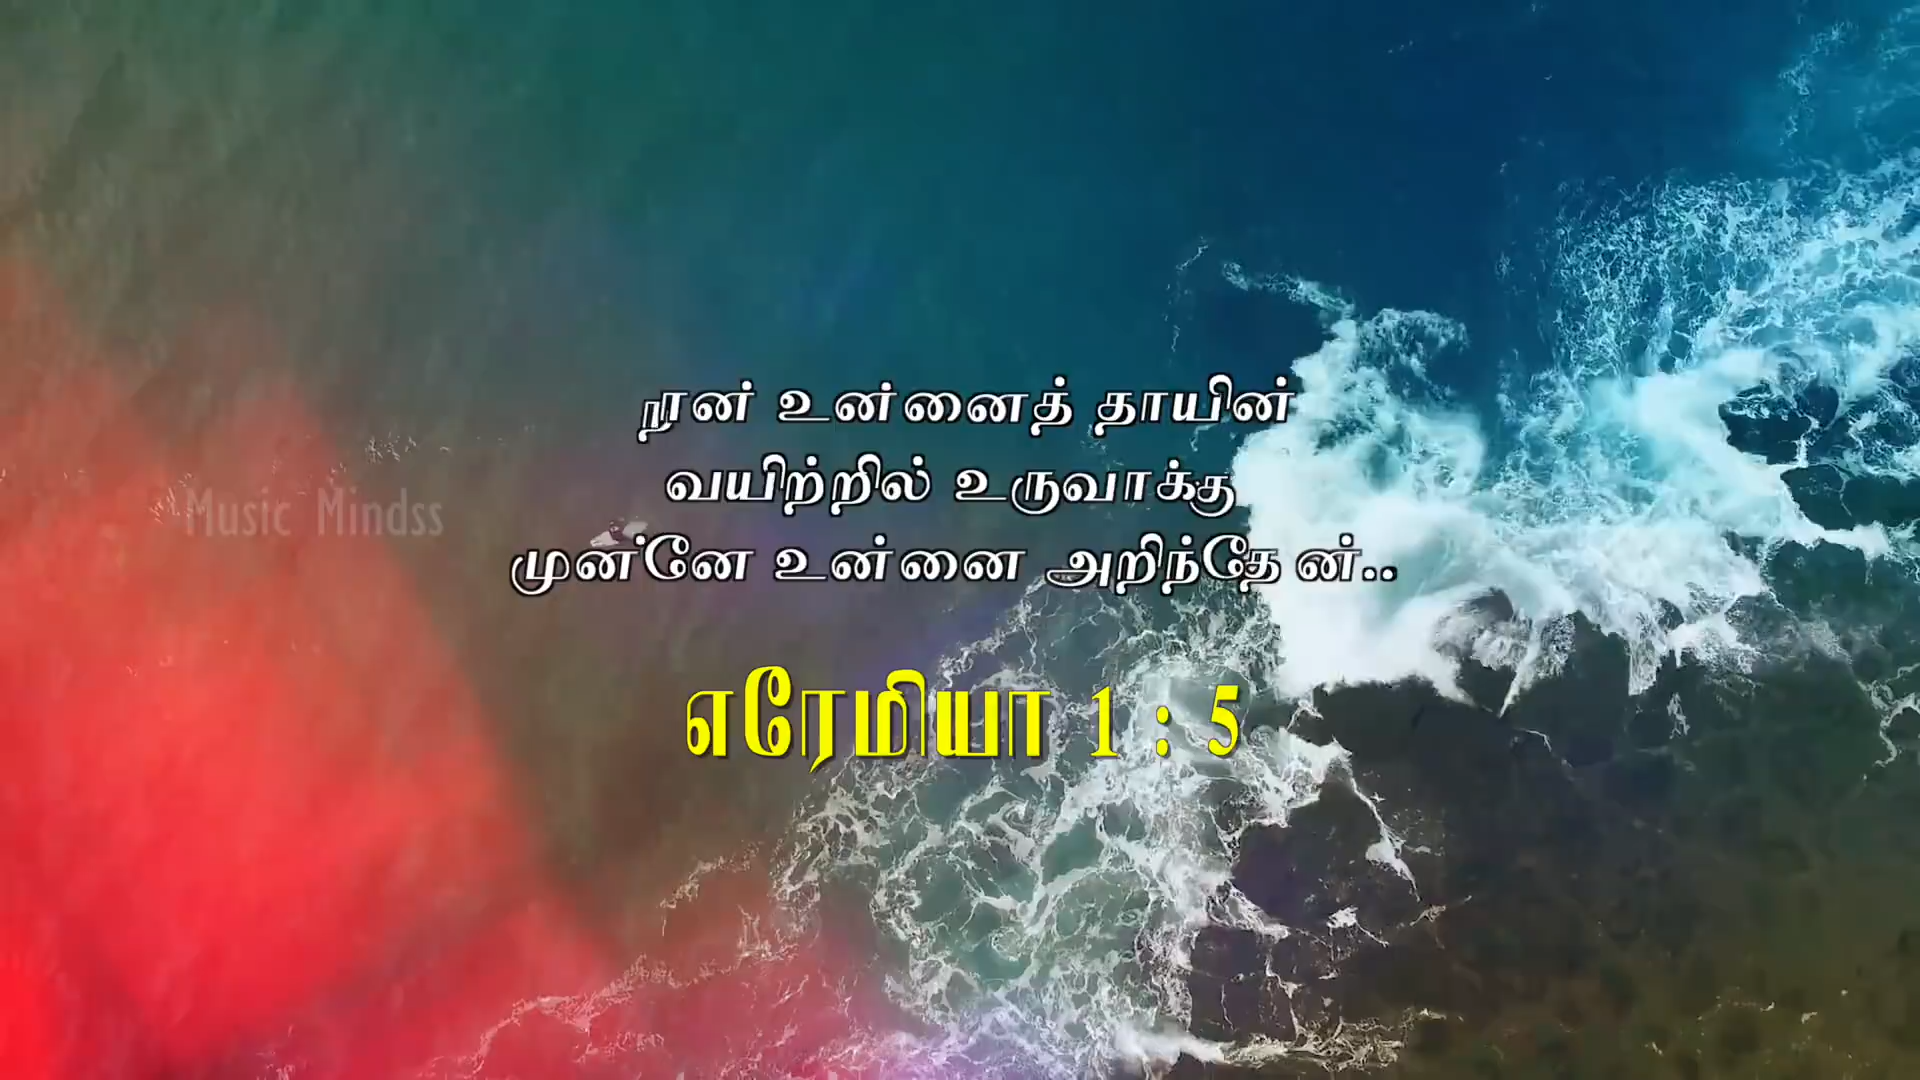 நான் உன்னைத் தாயின்
வயிற்றில் உருவாக்கு
Music Mindss
முன்னே உன்னை அறிந்தேன்..
எரேமியா 1 : 5